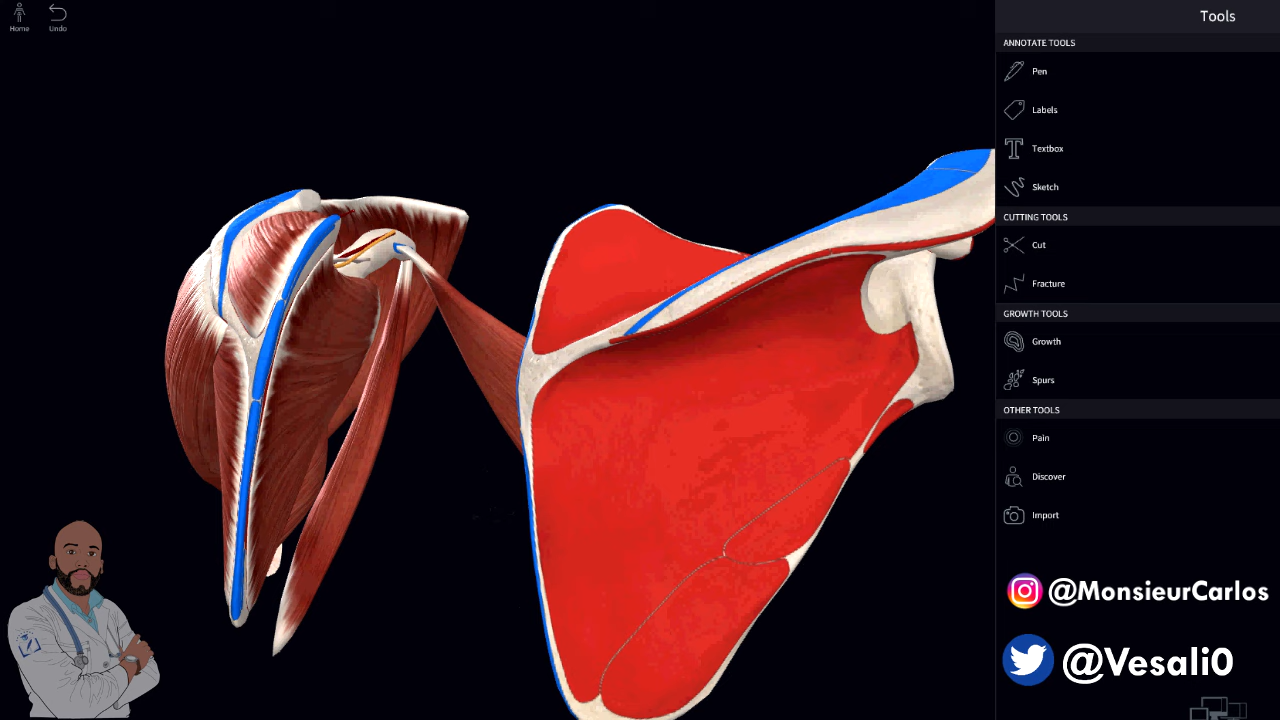 Home
Undo
Tools
ANNOTATE TOOLS
Pen
Labels
Textbox
Sketch
CUTTING TOOLS
Cut
Fracture
GROWTH TOOLS
Growth
Spurs
OTHER TOOLS
Pain
Discover
Import
@MonsieurCarlos
@Vesali0